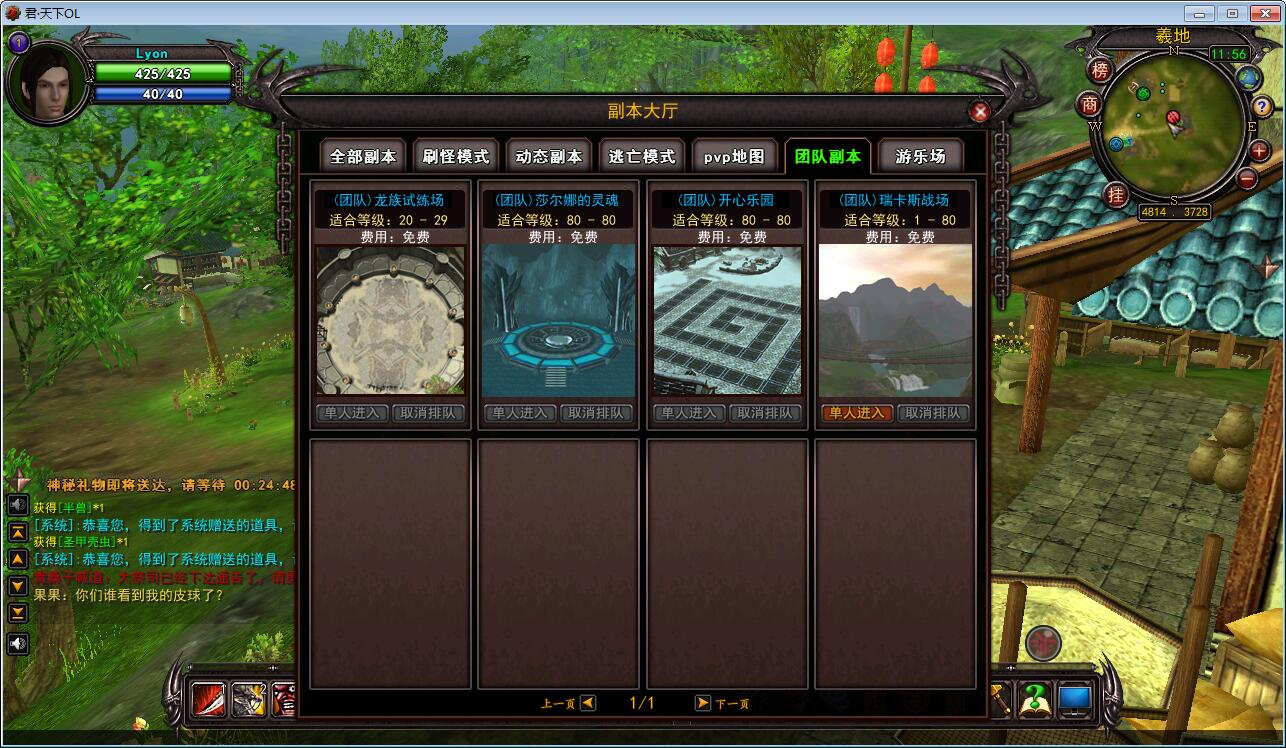 君·天下OL
1
Lyon
425/425
40/40
羲地
N
11:56
榜
商
W
E
?
挂
S
4814 . 3728
副本大厅
全部副本
刷怪模式
动态副本
逃亡模式
pvp地图
团队副本
游乐场
(团队)龙族试练场
适合等级：20 - 29
费用：免费
单人进入
取消排队
(团队)莎尔娜的灵魂
适合等级：80 - 80
费用：免费
单人进入
取消排队
(团队)开心乐园
适合等级：80 - 80
费用：免费
单人进入
取消排队
(团队)瑞卡斯战场
适合等级：1 - 80
费用：免费
单人进入
取消排队
神秘礼物即将送达，请等待 00:24:48
获得[半兽]*1
[系统]:恭喜您，得到了系统赠送的道具，
获得[圣甲壳虫]*1
[系统]:恭喜您，得到了系统赠送的道具，
果果：你们谁看到我的皮球了？
上一页
1/1
下一页
2
?